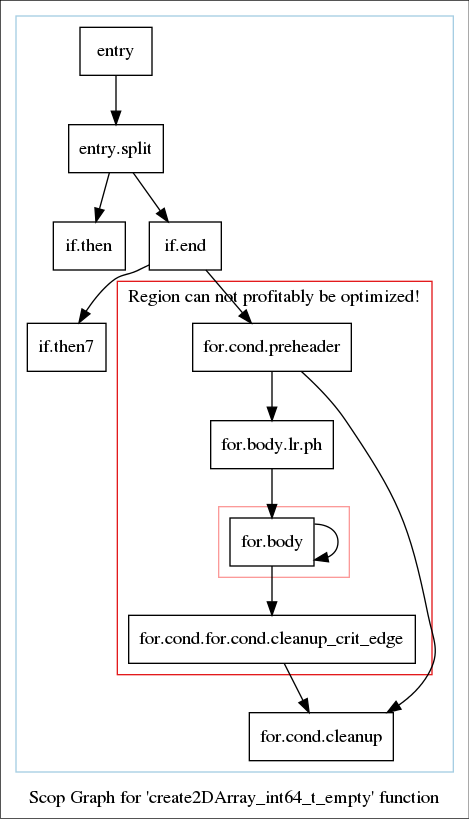 entry
entry.split
if.then
if.end
Region can not profitably be optimized!
if.then7
for.cond.preheader
for.body.lr.ph
for.body
for.cond.for.cond.cleanup_crit_edge
for.cond.cleanup
Scop Graph for 'create2DArray_int64_t_empty' function